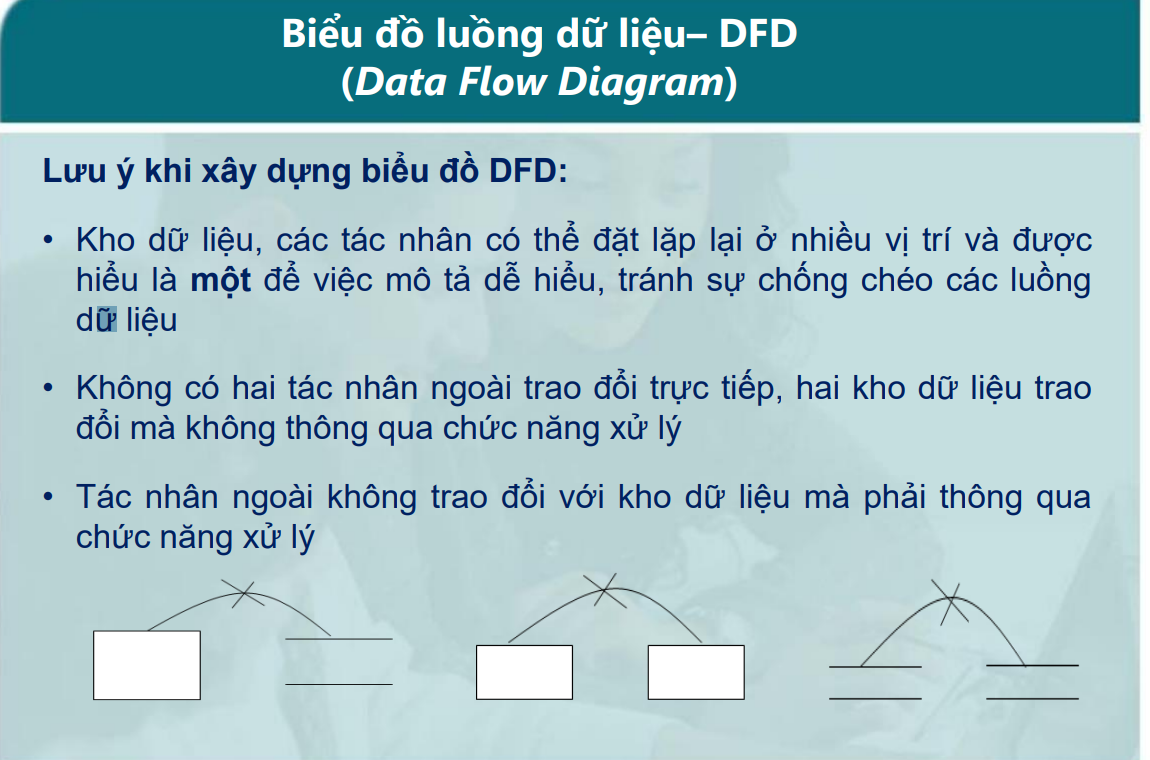 Biểu đồ luồng dữ liệu– DFD
(Data Flow Diagram)
Lưu ý khi xây dựng biểu đồ DFD:
• Kho dữ liệu, các tác nhân có thể đặt lặp lại ở nhiều vị trí và được
hiểu là một để việc mô tả dễ hiểu, tránh sự chống chéo các luồng
dữ liệu
• Không có hai tác nhân ngoài trao đổi trực tiếp, hai kho dữ liệu trao
đổi mà không thông qua chức năng xử lý
• Tác nhân ngoài không trao đổi với kho dữ liệu mà phải thông qua
chức năng xử lý